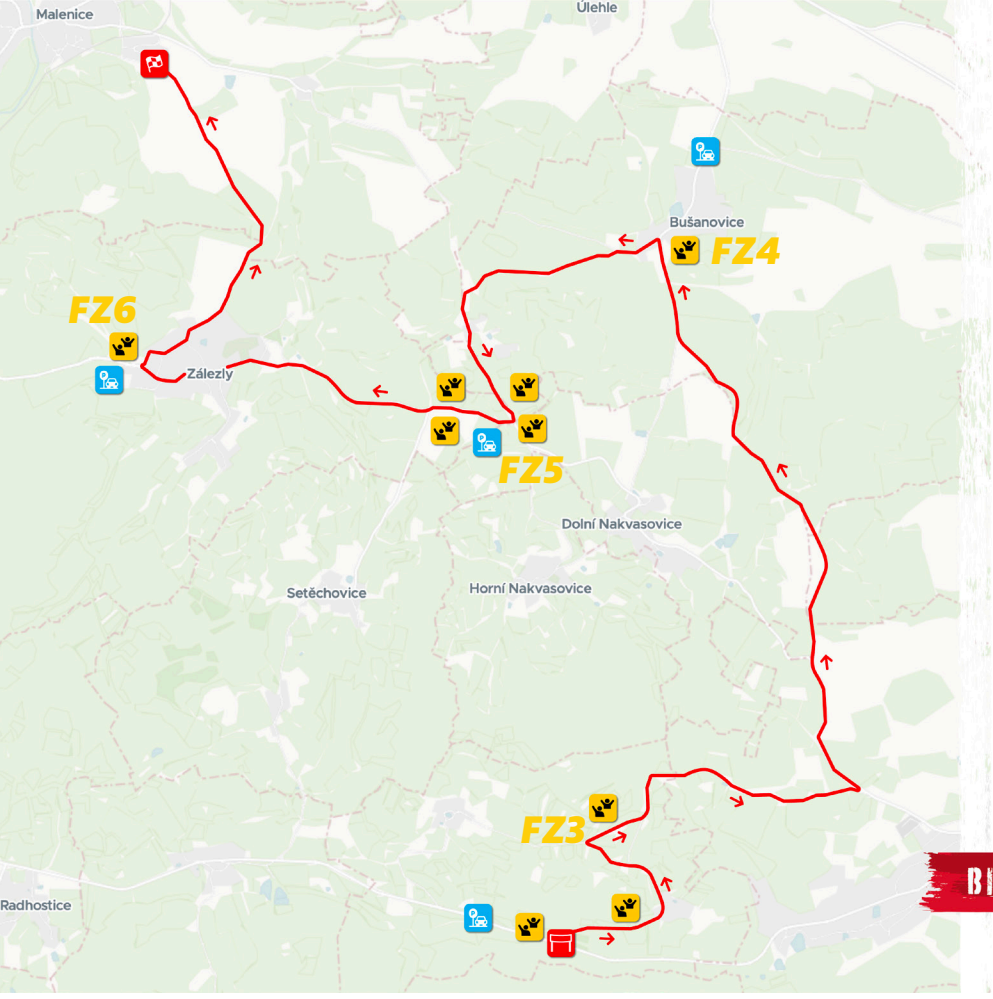 Malenice
Úlehle
Bušanovice
FZ4
FZ6
Zálezly
FZ5
Dolní Nakvasovice
Setěchovice
Horní Nakvasovice
FZ3
Radhostice